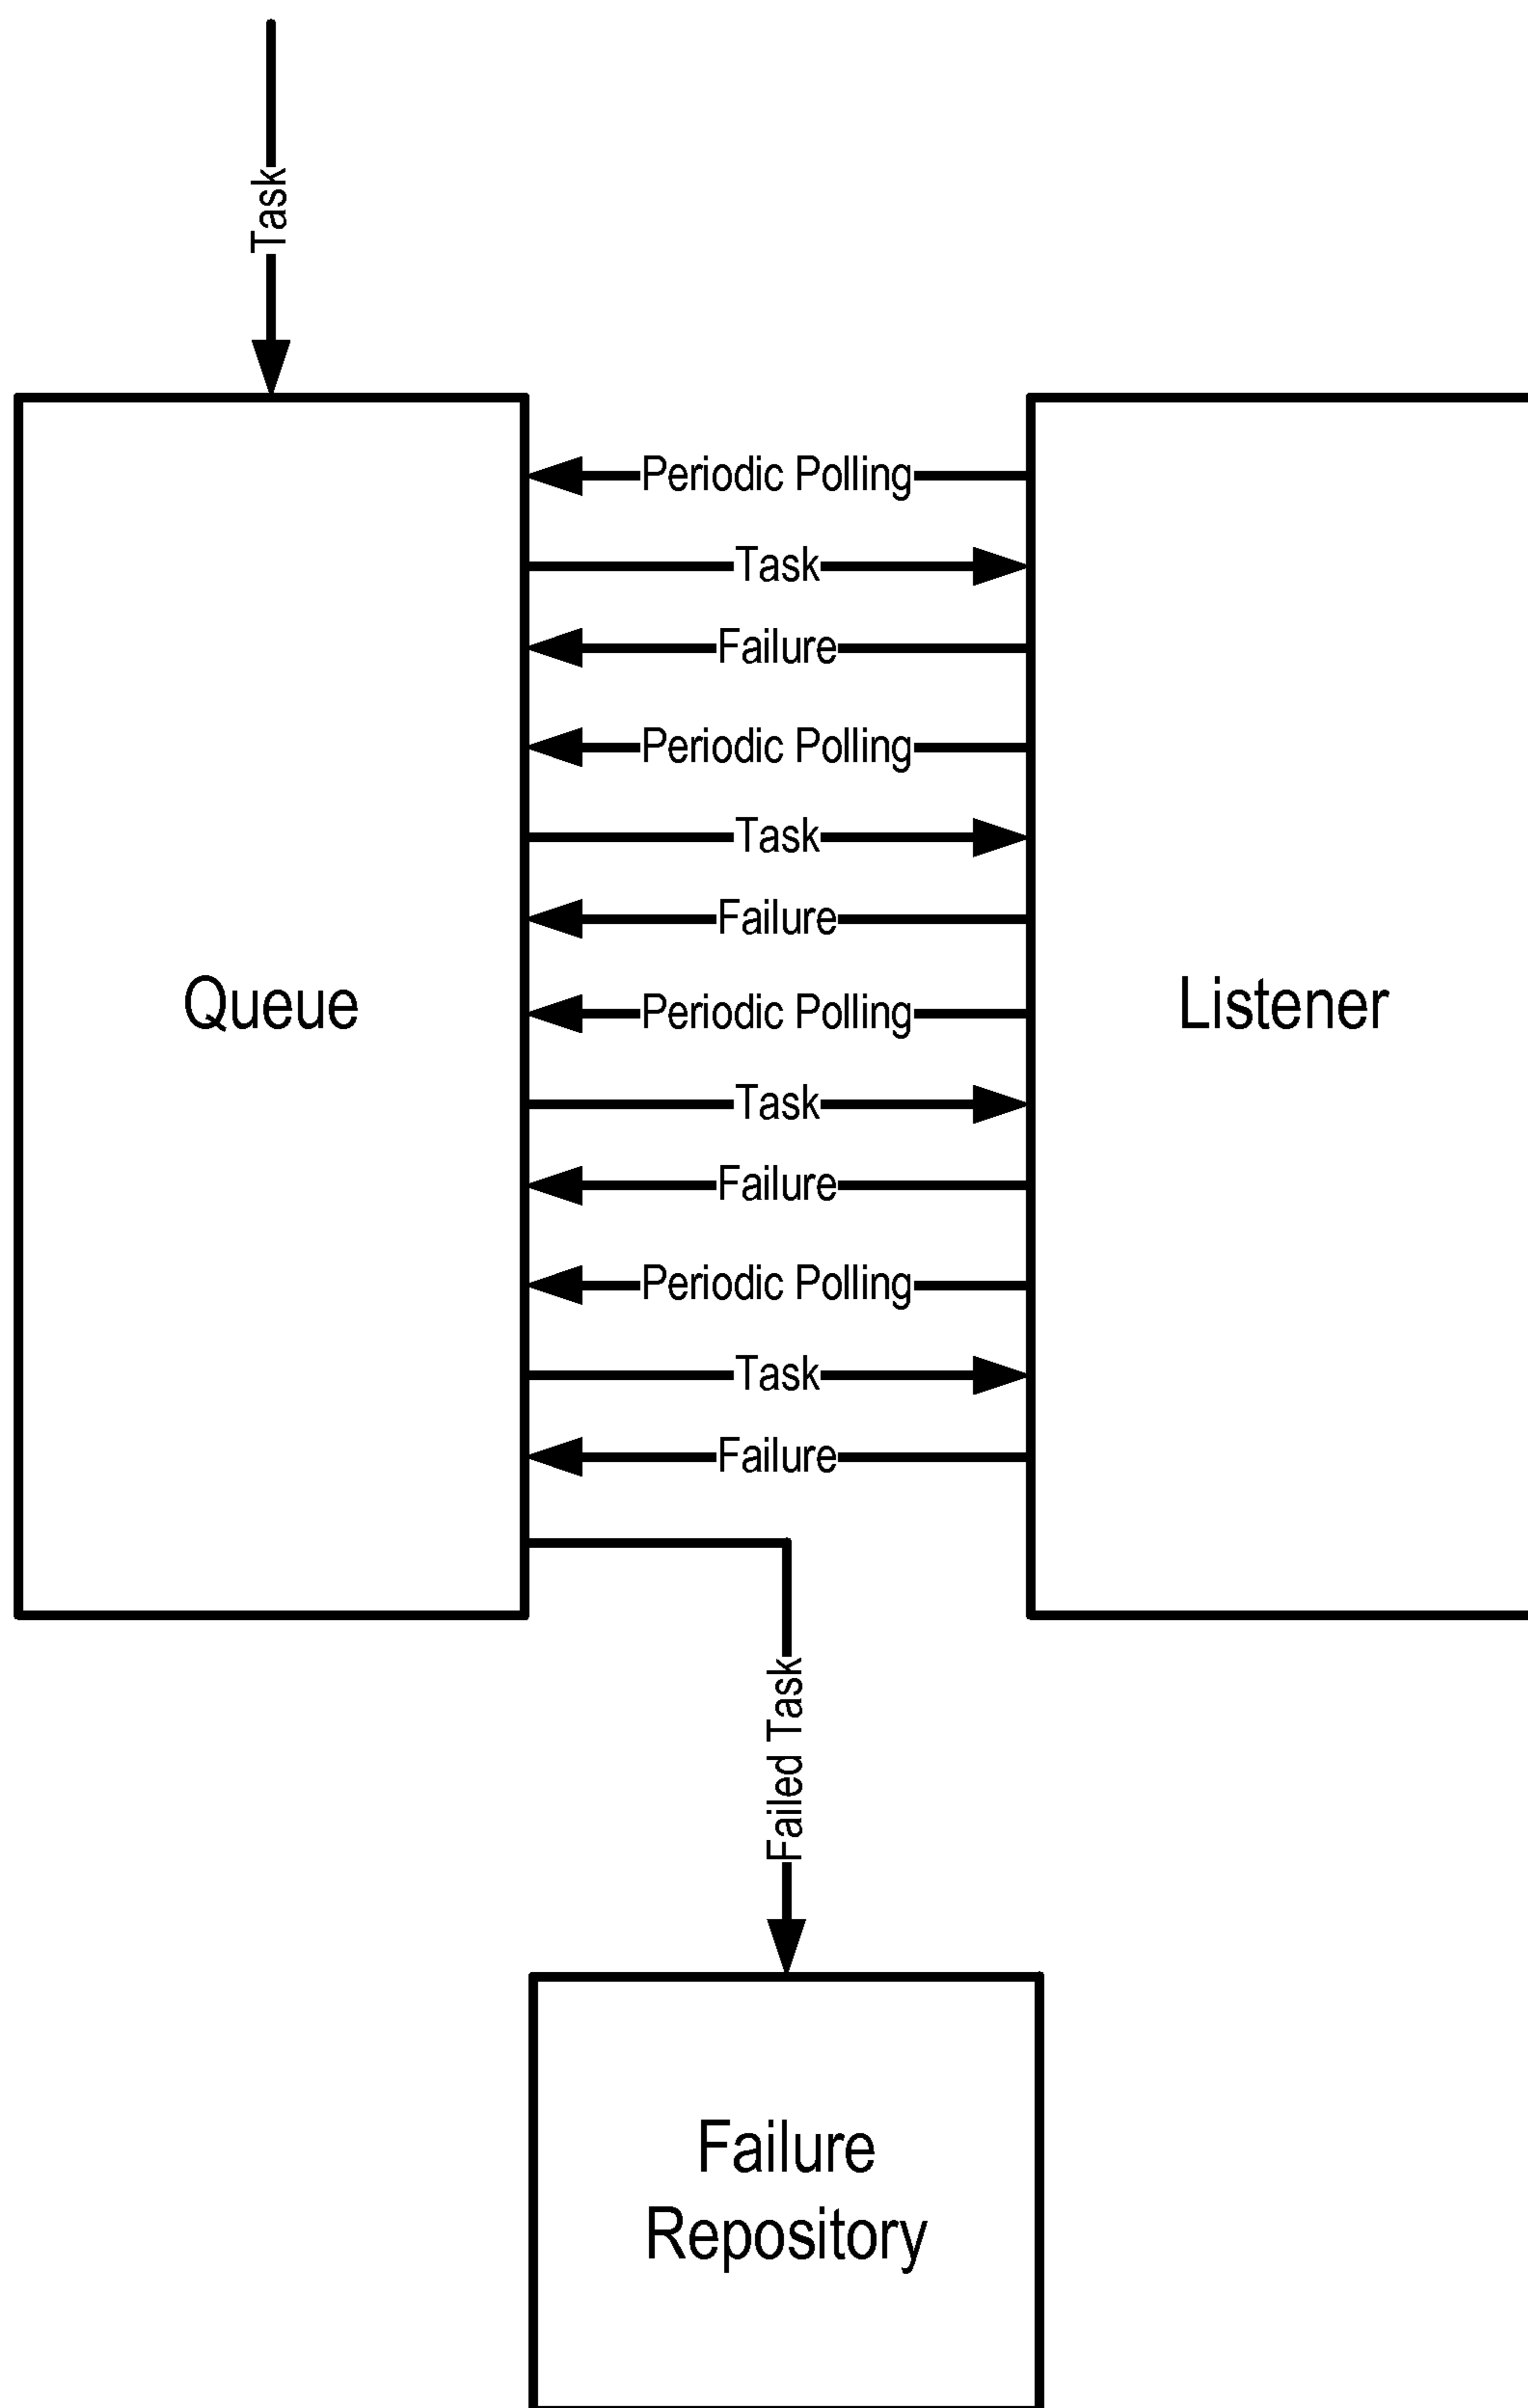 Task
Periodic Polling
Task
Failure
Periodic Polling
Task
Failure
Queue
Listener
Periodic Polling
Task
Failure
Periodic Polling
Task
Failure
Failed Task
Failure
Repository